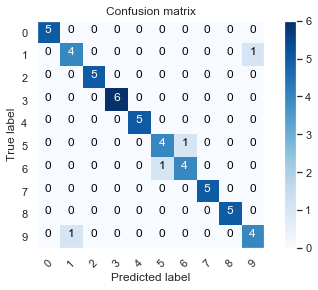 Confusion matrix
True label
0 5 0 0 0 0 0 0 0 0 0
1 0 4 0 0 0 0 0 0 0 1
2 0 0 5 0 0 0 0 0 0 0
3 0 0 0 6 0 0 0 0 0 0
4 0 0 0 0 5 0 0 0 0 0
5 0 0 0 0 0 4 1 0 0 0
6 0 0 0 0 0 1 4 0 0 0
7 0 0 0 0 0 0 0 5 0 0
8 0 0 0 0 0 0 0 0 5 0
9 0 1 0 0 0 0 0 0 0 4
0 1 2 3 4 5 6 7 8 9
Predicted label
6
5
4
3
2
1
0